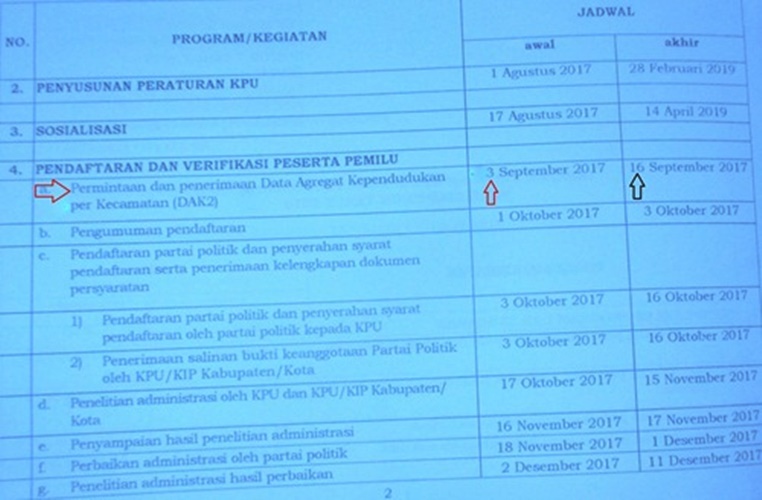 NO.
PROGRAM/KEGIATAN
JADWAL
awal
akhir
2. PENYUSUNAN PERATURAN KPU
1 Agustus 2017
28 Februari 2019
3. SOSIALISASI
17 Agustus 2017
14 April 2019
4. PENDAFTARAN DAN VERIFIKASI PESERTA PEMILU
a. Permintaan dan penerimaan Data Agregat Kependudukan
per Kecamatan (DAK2)
3 September 2017
16 September 2017
b. Pengumuman pendaftaran
1 Oktober 2017
3 Oktober 2017
c. Pendaftaran partai politik dan penyerahan syarat
pendaftaran serta penerimaan kelengkapan dokumen
persyaratan
1) Pendaftaran partai politik dan penyerahan syarat
pendaftaran oleh partai politik kepada KPU
3 Oktober 2017
16 Oktober 2017
2) Penerimaan salinan bukti keanggotaan Partai Politik
oleh KPU/KIP Kabupaten/Kota
3 Oktober 2017
16 Oktober 2017
d. Penelitian administrasi oleh KPU dan KPU/KIP Kabupaten/
Kota
17 Oktober 2017
15 November 2017
e. Penyampaian hasil penelitian administrasi
16 November 2017
17 November 2017
f. Perbaikan administrasi oleh partai politik
18 November 2017
1 Desember 2017
g. Penelitian administrasi hasil perbaikan
2 Desember 2017
11 Desember 2017
2